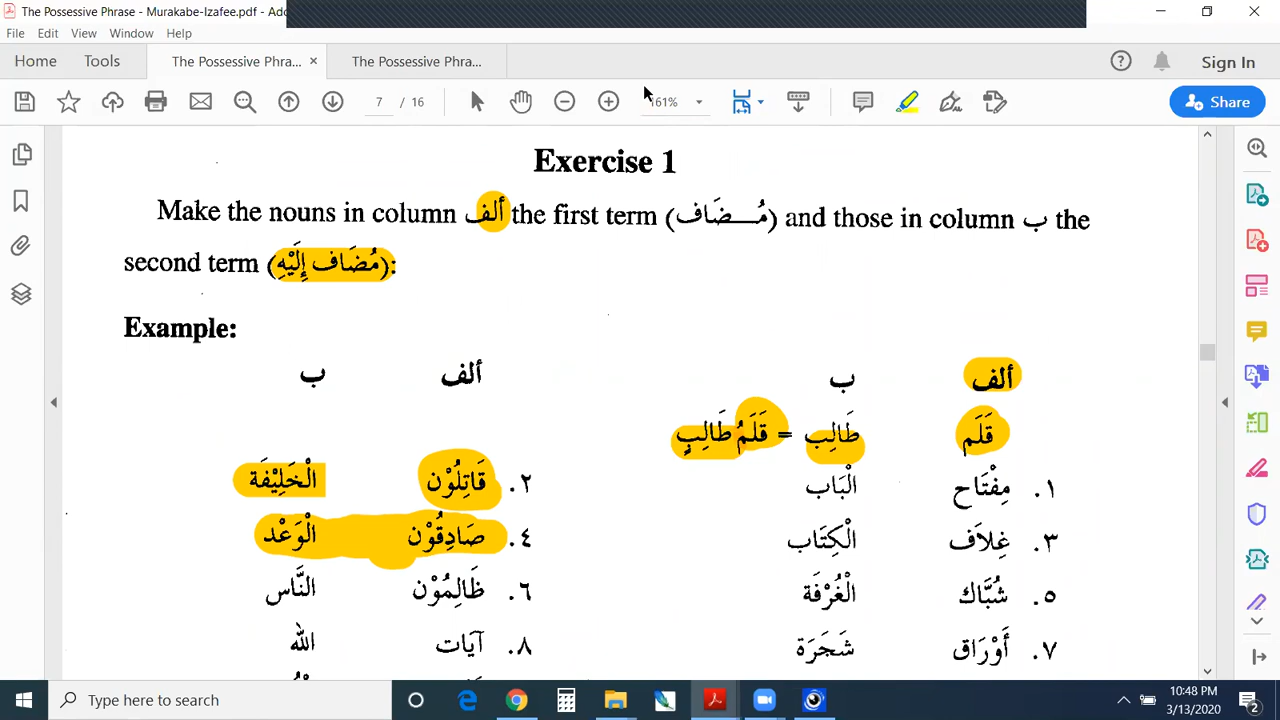 The Possessive Phrase - Murakabe-Izafee.pdf - Ado
File Edit View Window Help
Home Tools The Possessive Phra... × The Possessive Phra... Sign In
7 / 16 161% Share
Exercise 1
Make the nouns in column ألف the first term (مُـــضَاف) and those in column ب the
second term (مُضَاف إِلَيْهِ):
Example:
ألف ب ألف ب
قَلَم طَالِب = قَلَمُ طَالِبٍ
١. مِفْتَاح الْبَاب ٢. قَاتِلُوْن الْخَلِيْفَة
٣. غِلاَف الْكِتَاب ٤. صَادِقُوْن الْوَعْد
٥. شُبَّاك الْغُرْفَة ٦. ظَالِمُوْن النَّاس
٧. أَوْرَاق شَجَرَة ٨. آيَات الله
Type here to search
10:48 PM
3/13/2020
2